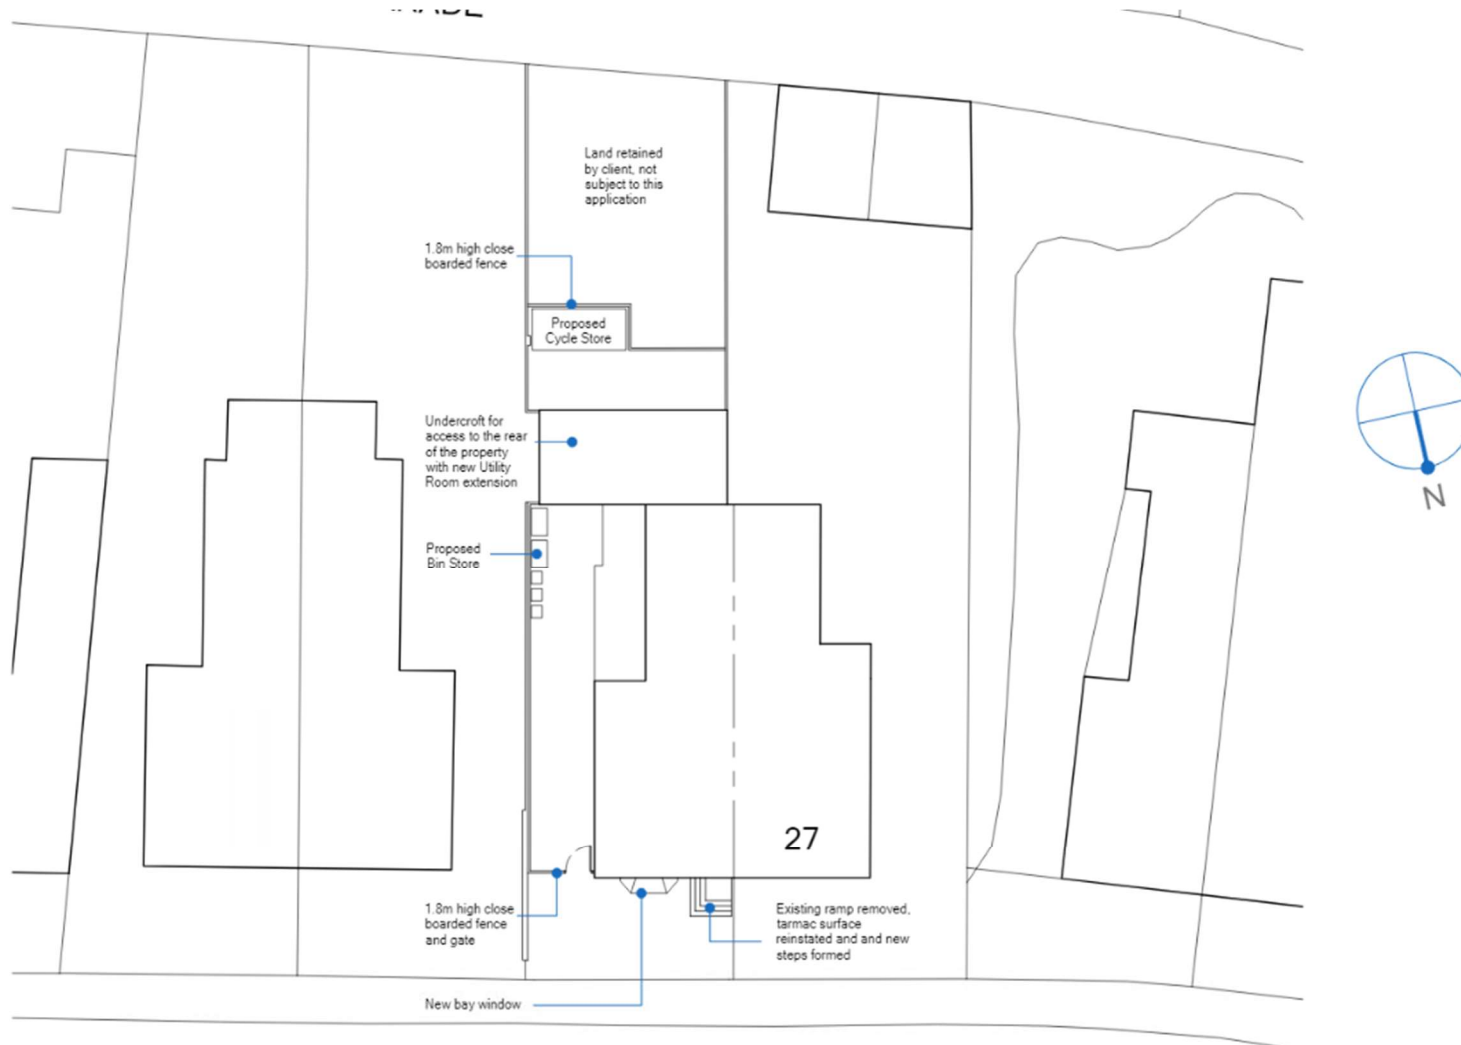 Land retained
by client, not
subject to this
application
1.8m high close
boarded fence
Proposed
Cycle Store
Undercroft for
access to the rear
of the property
with new Utility
Room extension
Proposed
Bin Store
27
1.8m high close
boarded fence
and gate
Existing ramp removed,
tarmac surface
reinstated and and new
steps formed
New bay window
N